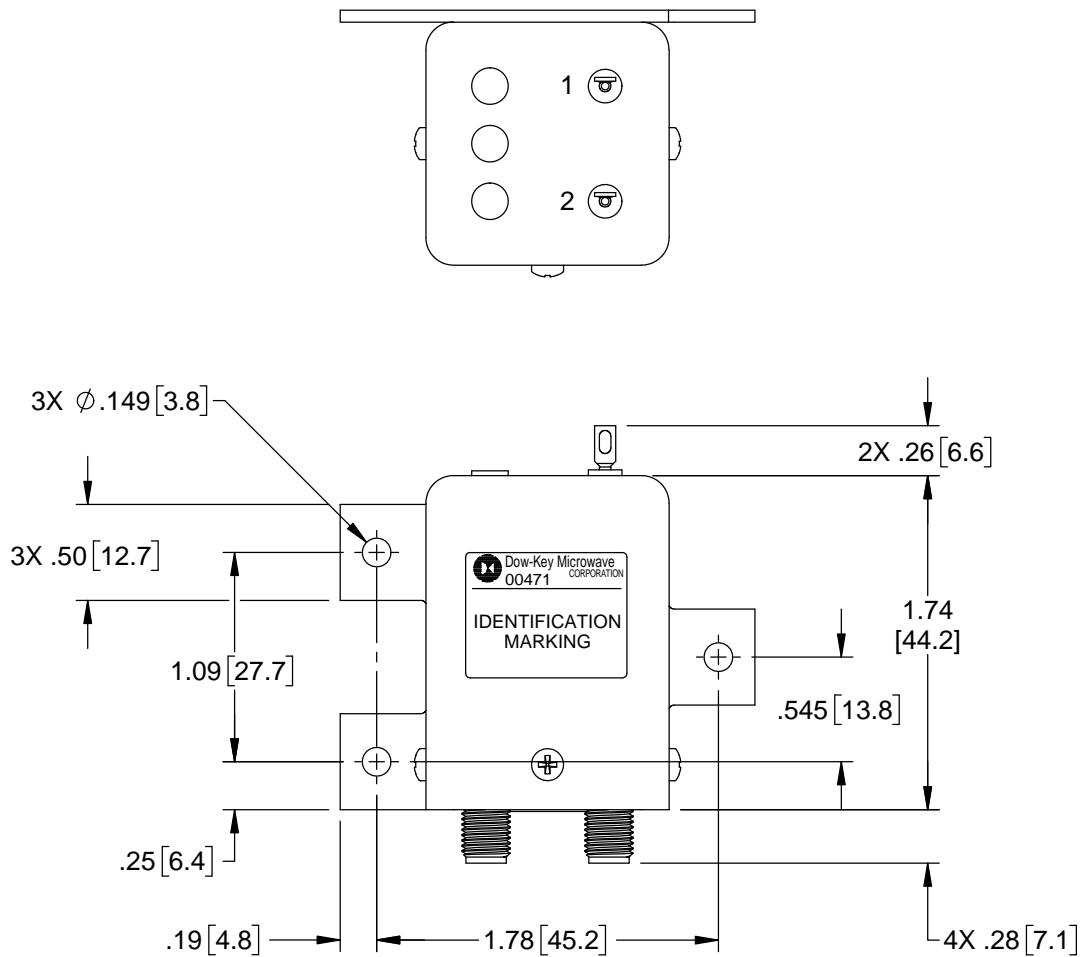 1
2
3X ⌀.149[3.8]
2X .26[6.6]
3X .50[12.7]
Dow-Key Microwave
CORPORATION
00471
IDENTIFICATION
MARKING
1.74
[44.2]
1.09[27.7]
.545[13.8]
.25[6.4]
.19[4.8]
1.78[45.2]
4X .28[7.1]